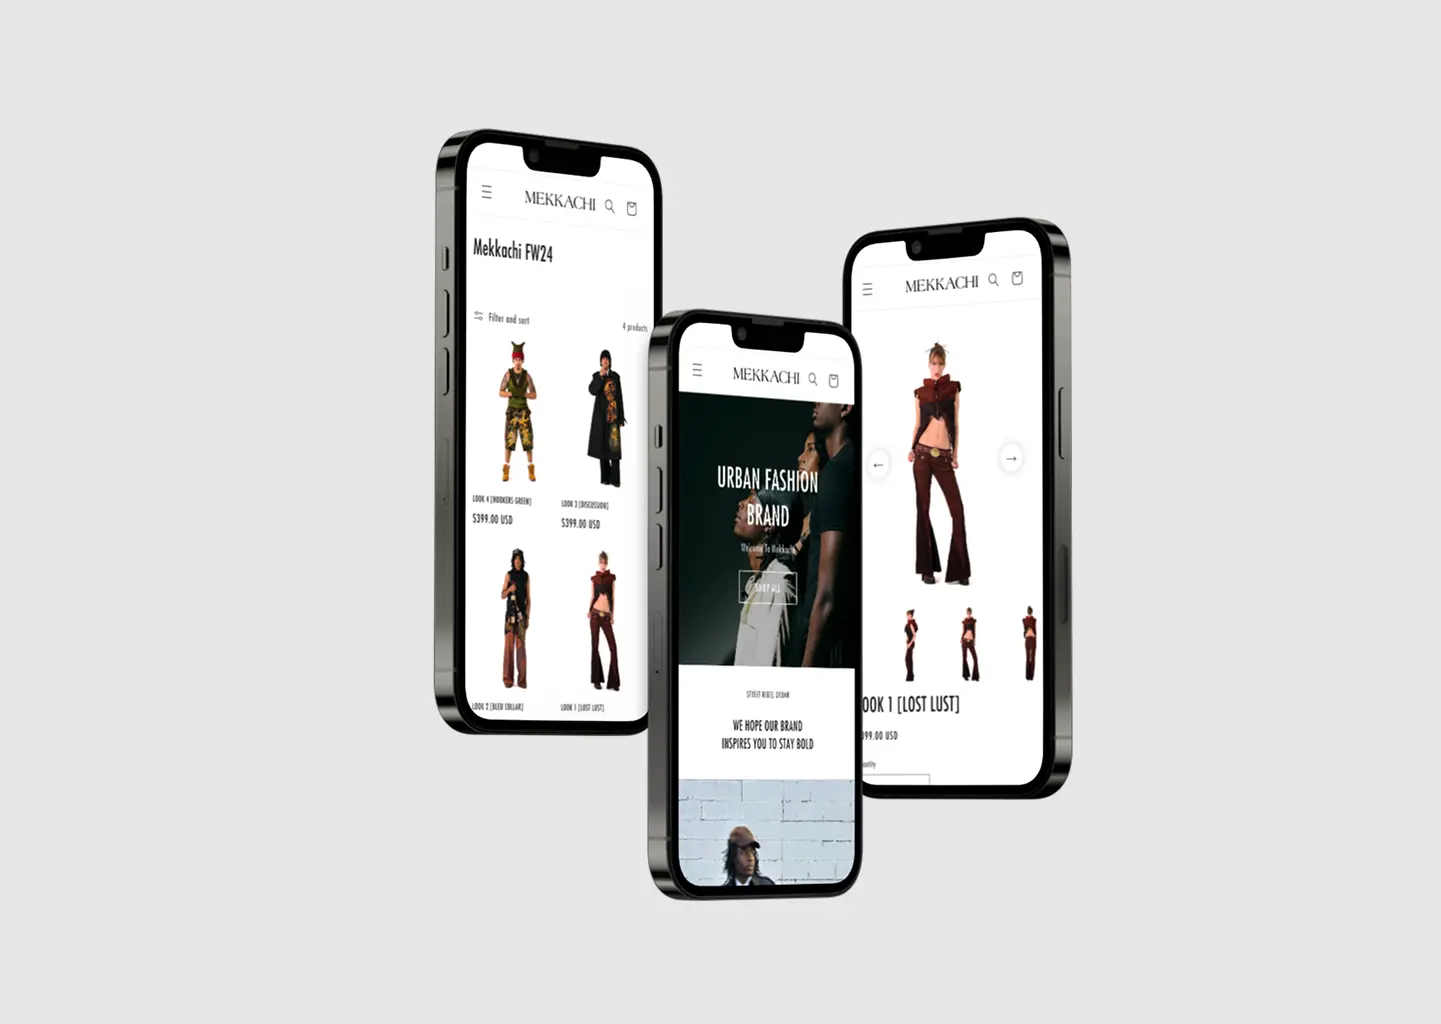 MEKKACHI
Mekkachi FW24
Filter and sort
4 products
LOOK 4 [HOOKERS GREEN]
$399.00 USD
LOOK 3 [DISCUSSION]
$399.00 USD
LOOK 2 [BLEU COLLAR]
LOOK 1 [LOST LUST]
MEKKACHI
URBAN FASHION
BRAND
Welcome To Mekkachi
SHOP ALL
STREET REBEL URBAN
WE HOPE OUR BRAND
INSPIRES YOU TO STAY BOLD
MEKKACHI
OOK 1 [LOST LUST]
99.00 USD
antity